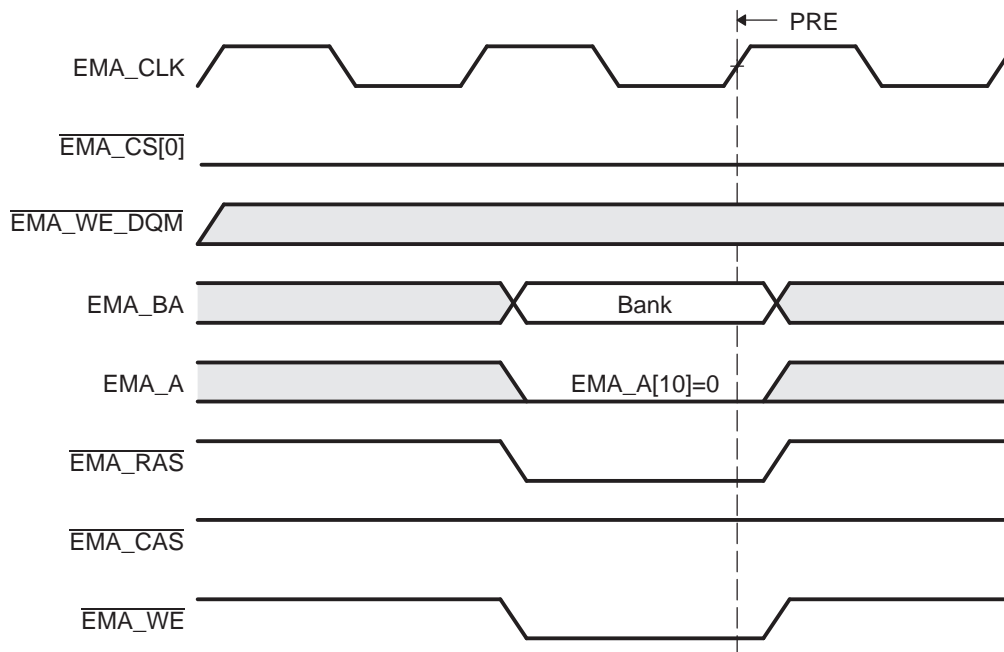 PRE
EMA_CLK
EMA_CS[0]
EMA_WE_DQM
EMA_BA
Bank
EMA_A
EMA_A[10]=0
EMA_RAS
EMA_CAS
EMA_WE